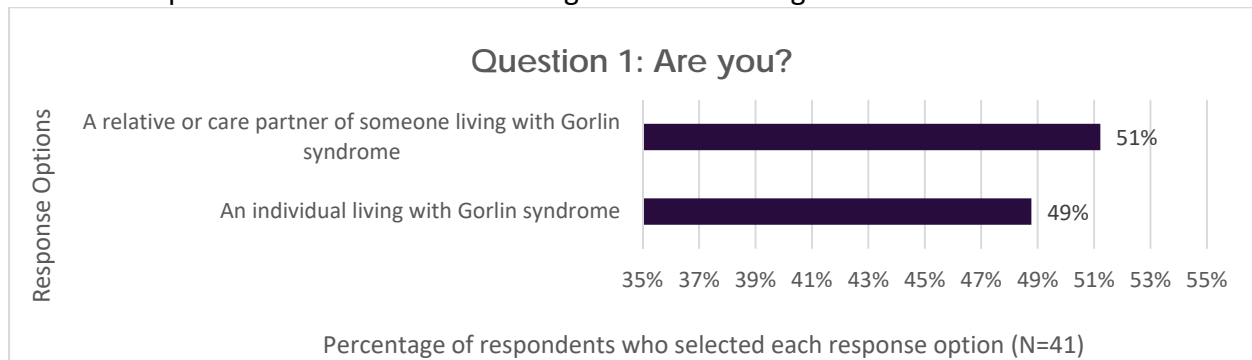 Question 1: Are you?
Response Options
A relative or care partner of someone living with Gorlin
syndrome
51%
An individual living with Gorlin syndrome
49%
35% 37% 39% 41% 43% 45% 47% 49% 51% 53% 55%
Percentage of respondents who selected each response option (N=41)